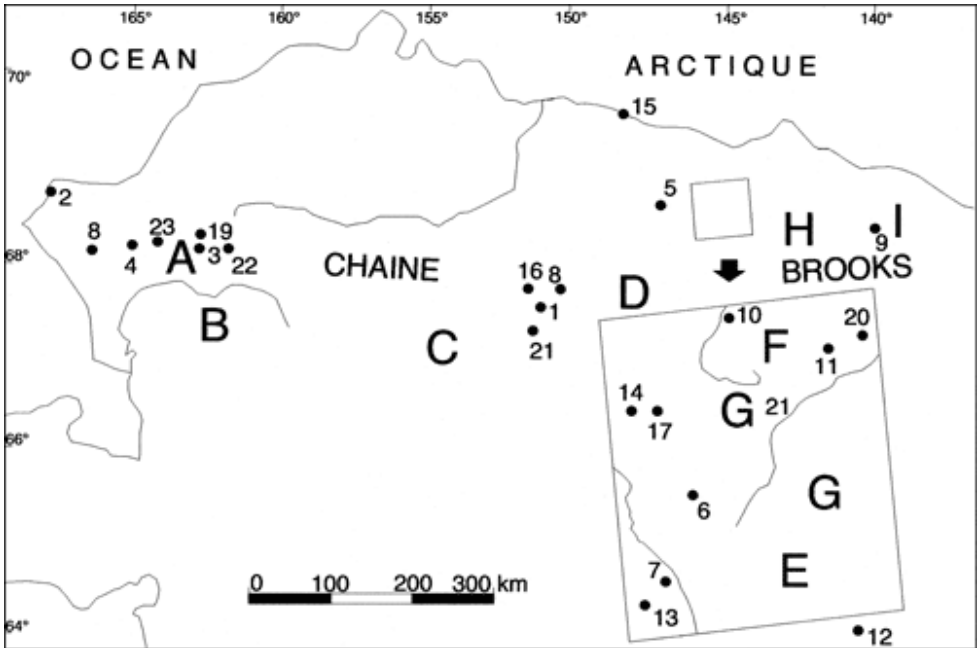 165° 160° 155° 150° 145° 140°
OCEAN ARCTIQUE
70°
15
2
5
8 23 19
4 A 3 22
H I
9
68°
CHAINE BROOKS
16 8
D
1
B
C
21
10 20
F
11
14 G 21
17
66°
G
6
E
7
0 100 200 300 km
13
64°
12